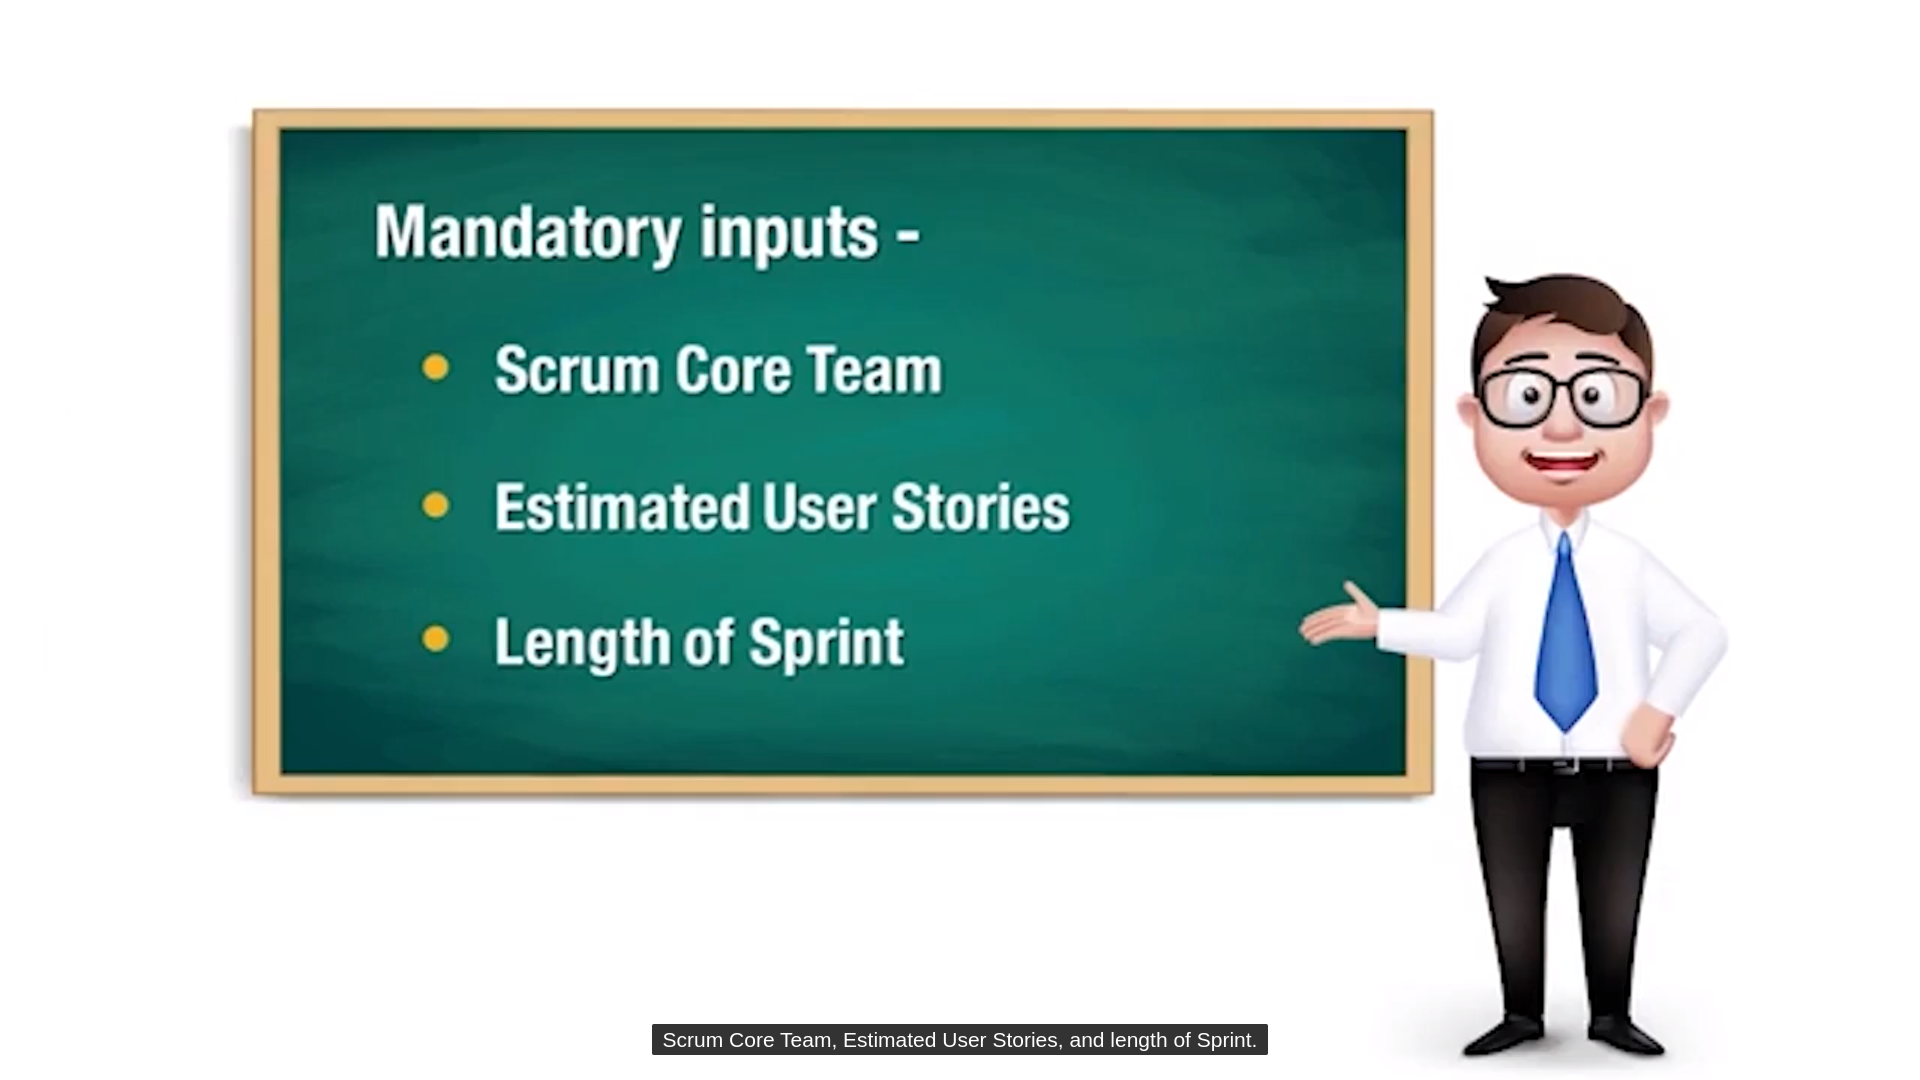 Mandatory inputs -
Scrum Core Team
Estimated User Stories
Length of Sprint
Scrum Core Team, Estimated User Stories, and length of Sprint.